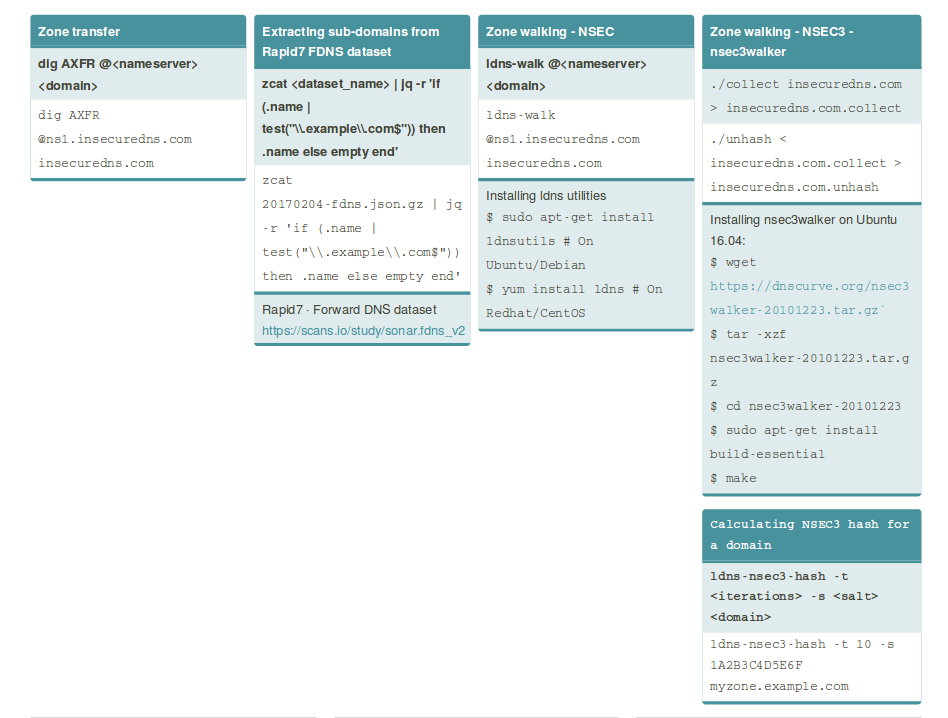 Zone transfer
dig AXFR @<nameserver>
<domain>
dig AXFR
@ns1.insecuredns.com
insecuredns.com
Extracting sub-domains from
Rapid7 FDNS dataset
zcat <dataset_name> | jq -r 'if
(.name |
test("\\.example\\.com$")) then
.name else empty end'
zcat
20170204-fdns.json.gz | jq
-r 'if (.name |
test("\\.example\\.com$"))
then .name else empty end'
Rapid7 · Forward DNS dataset
https://scans.io/study/sonar.fdns_v2
Zone walking - NSEC
ldns-walk @<nameserver>
<domain>
ldns-walk
@ns1.insecuredns.com
insecuredns.com
Installing ldns utilities
$ sudo apt-get install
ldnsutils # On
Ubuntu/Debian
$ yum install ldns # On
Redhat/CentOS
Zone walking - NSEC3 -
nsec3walker
./collect insecuredns.com
> insecuredns.com.collect
./unhash <
insecuredns.com.collect >
insecuredns.com.unhash
Installing nsec3walker on Ubuntu
16.04:
$ wget
https://dnscurve.org/nsec3
walker-20101223.tar.gz`
$ tar -xzf
nsec3walker-20101223.tar.g
z
$ cd nsec3walker-20101223
$ sudo apt-get install
build-essential
$ make
Calculating NSEC3 hash for
a domain
ldns-nsec3-hash -t
<iterations> -s <salt>
<domain>
ldns-nsec3-hash -t 10 -s
1A2B3C4D5E6F
myzone.example.com